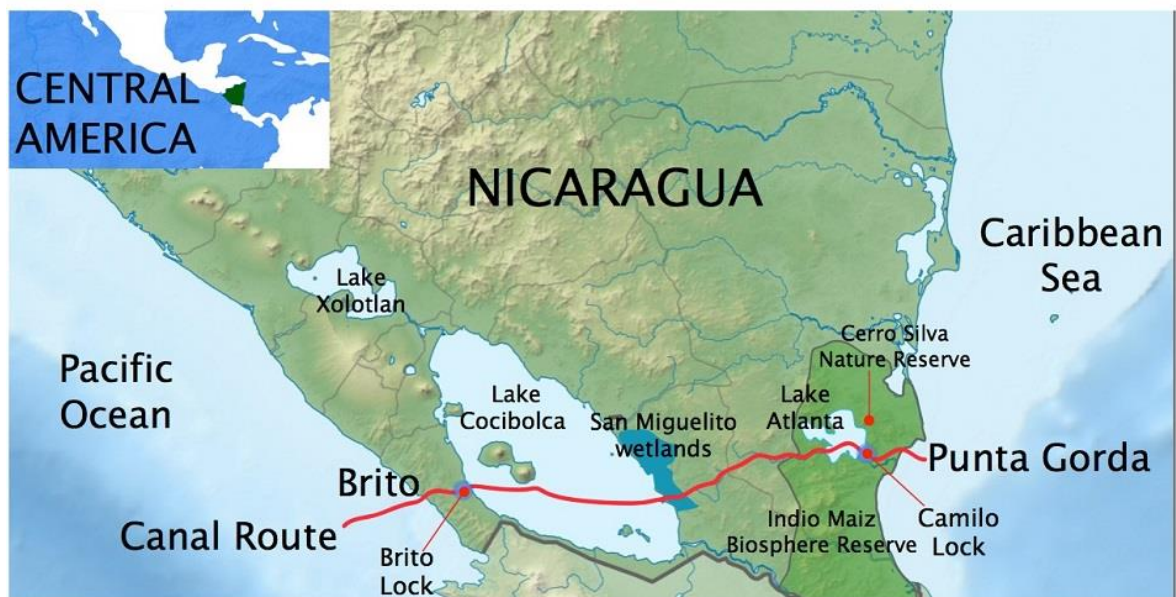 CENTRAL
AMERICA
NICARAGUA
Caribbean
Sea
Lake
Xolotlan
Cerro Silva
Nature Reserve
Pacific
Ocean
Lake
Cocibolca
San Miguelito
wetlands
Lake
Atlanta
Brito
Punta Gorda
Canal Route
Brito
Lock
Indio Maiz
Biosphere Reserve
Camilo
Lock